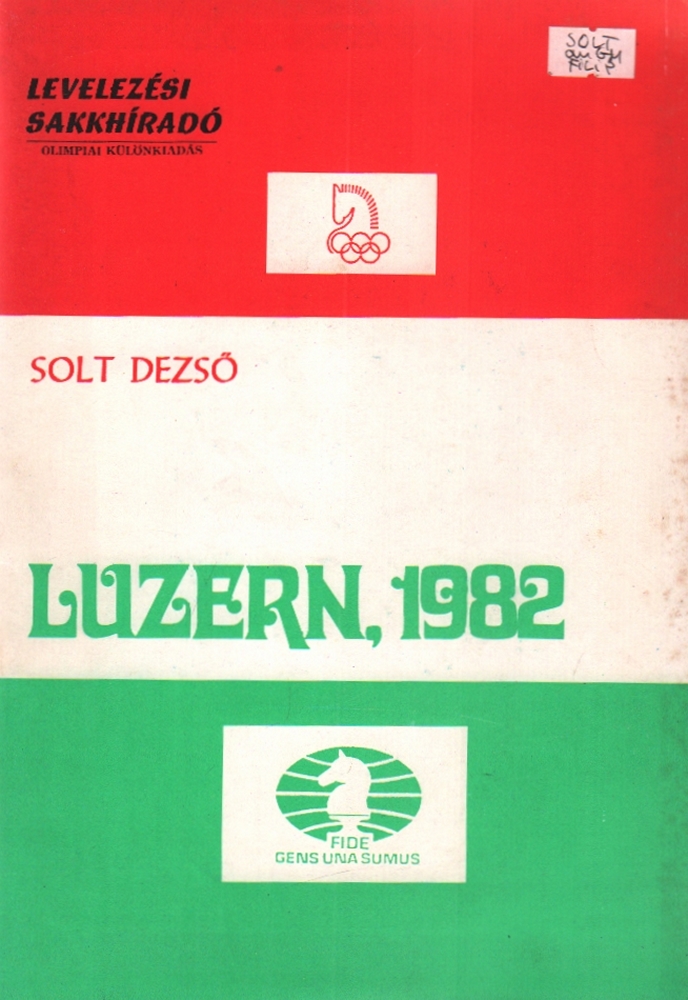 SOLT
LEVELEZÉSI
SAKKHÍRADÓ
OLIMPIAI KÜLÖNKIADÁS
SOLT DEZSŐ
LUZERN, 1982
FIDE
GENS UNA SUMUS